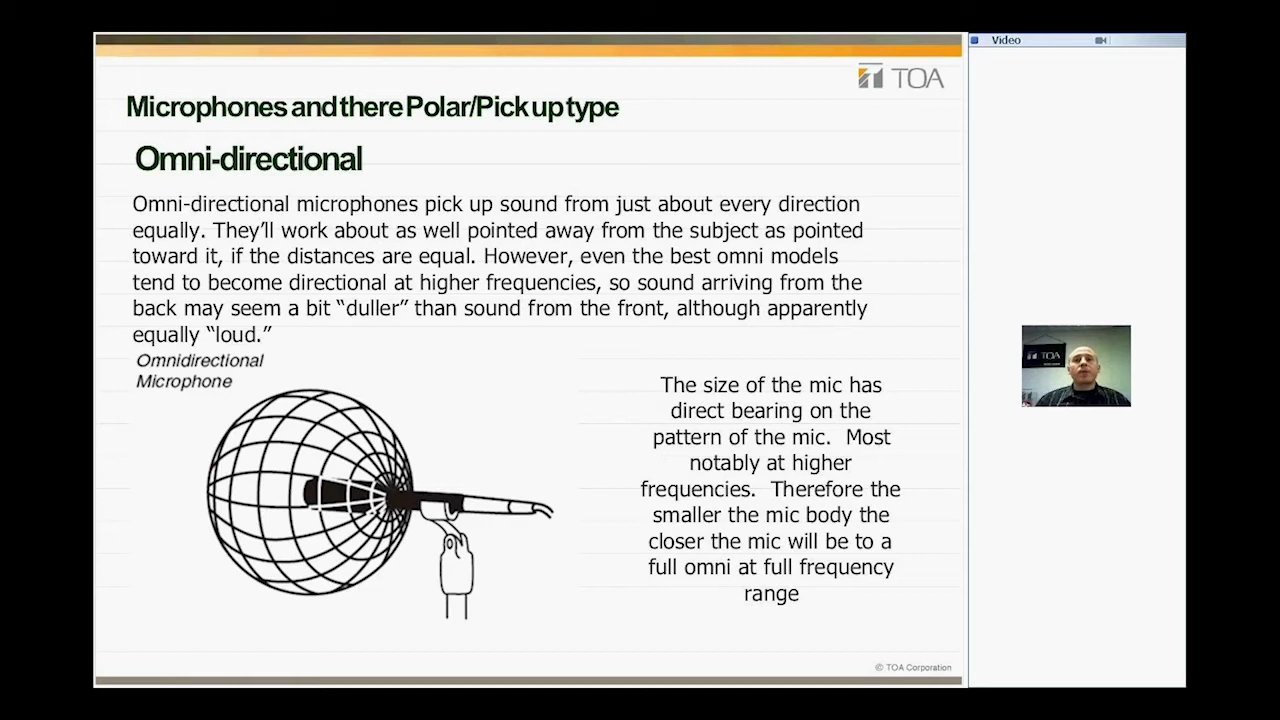 Video
TOA
Microphones and there Polar/Pick up type
Omni-directional
Omni-directional microphones pick up sound from just about every direction
equally. They’ll work about as well pointed away from the subject as pointed
toward it, if the distances are equal. However, even the best omni models
tend to become directional at higher frequencies, so sound arriving from the
back may seem a bit “duller” than sound from the front, although apparently
equally “loud.”
Omnidirectional
Microphone
The size of the mic has
direct bearing on the
pattern of the mic.  Most
notably at higher
frequencies.  Therefore the
smaller the mic body the
closer the mic will be to a
full omni at full frequency
range
TOA
© TOA Corporation